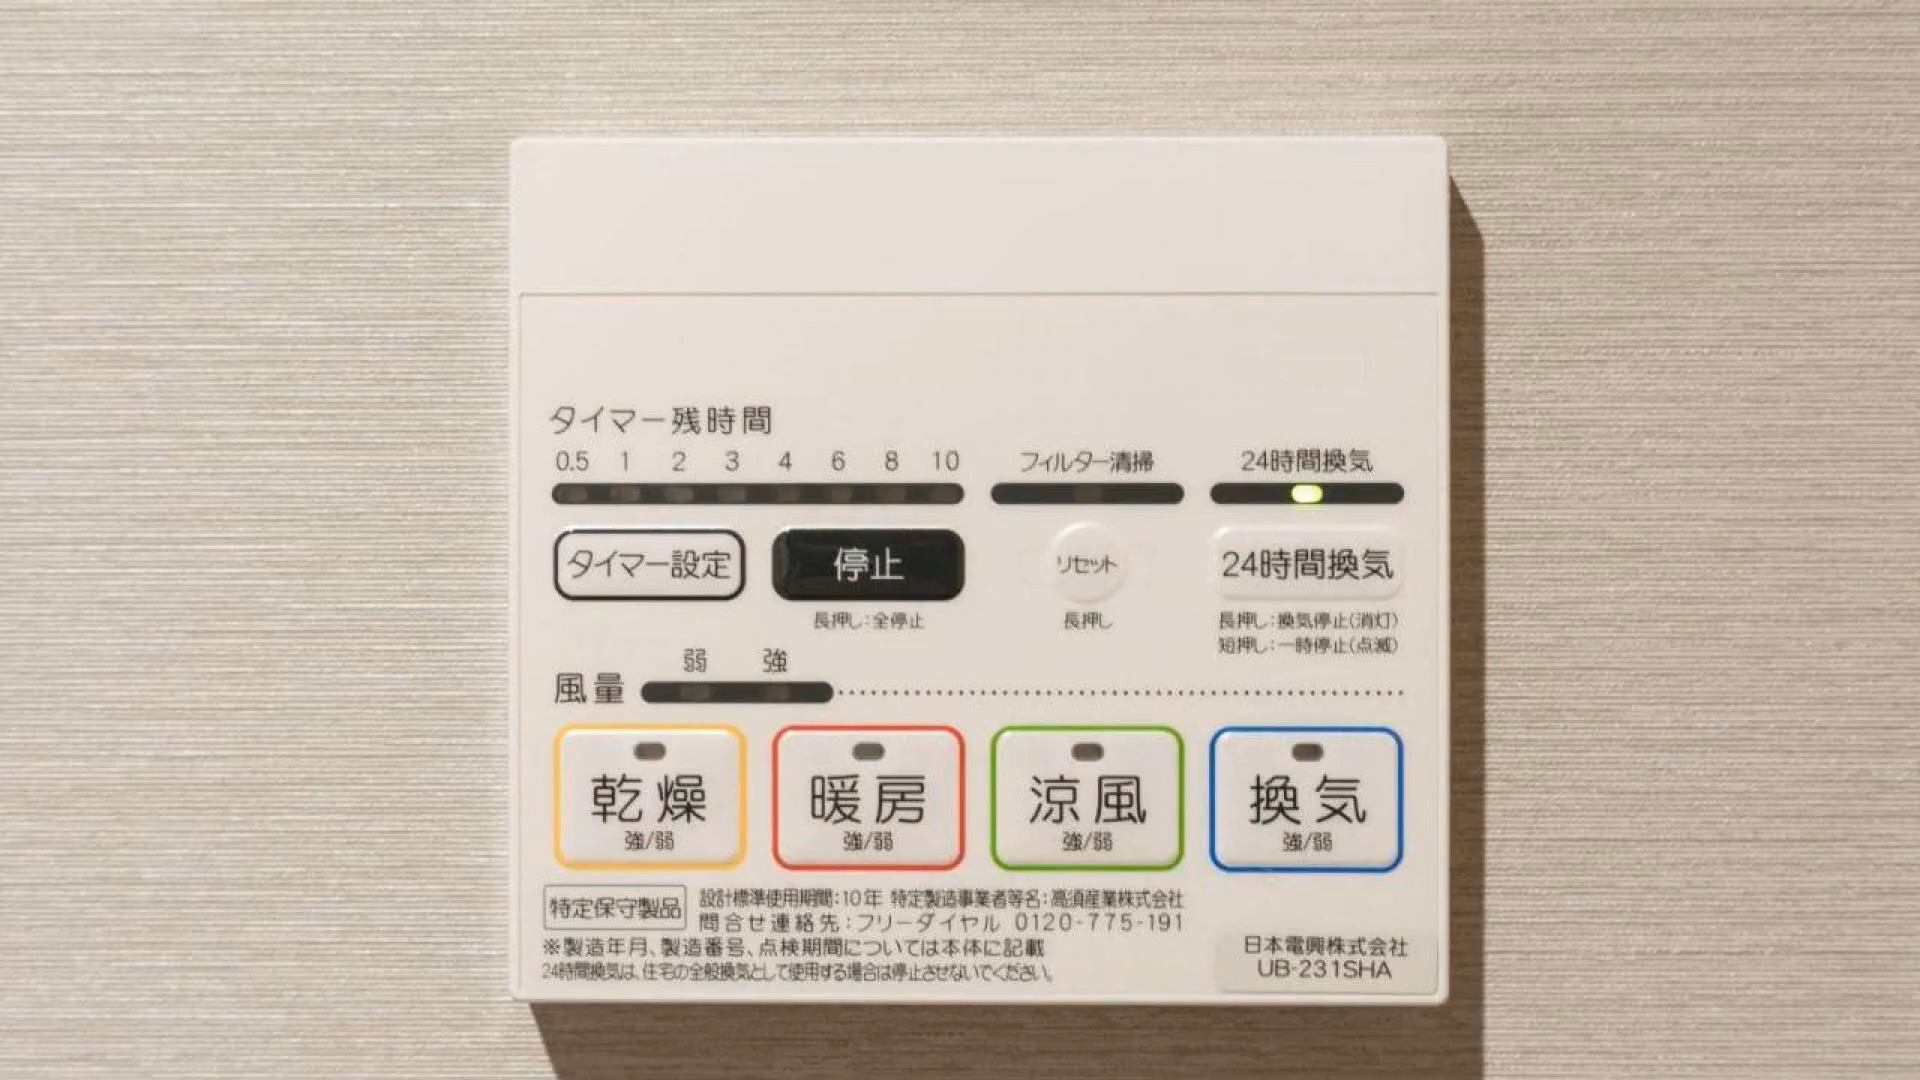 タイマー残時間
0.5 1 2 3 4 6 8 10 フィルター清掃 24時間換気
タイマー設定 停止 リセット 24時間換気
長押し:全停止 長押し 長押し:換気停止(消灯)
短押し:一時停止(点滅)
弱 強
風量
乾燥 暖房 涼風 換気
強/弱 強/弱 強/弱 強/弱
特定保守製品 設計標準使用期間:10年 特定製造事業者等名:高須産業株式会社
問合せ連絡先:フリーダイヤル 0120-775-191
※製造年月、製造番号、点検期間については本体に記載
24時間換気は、住宅の全般換気として使用する場合は停止させないでください。
日本電興株式会社
UB-231SHA